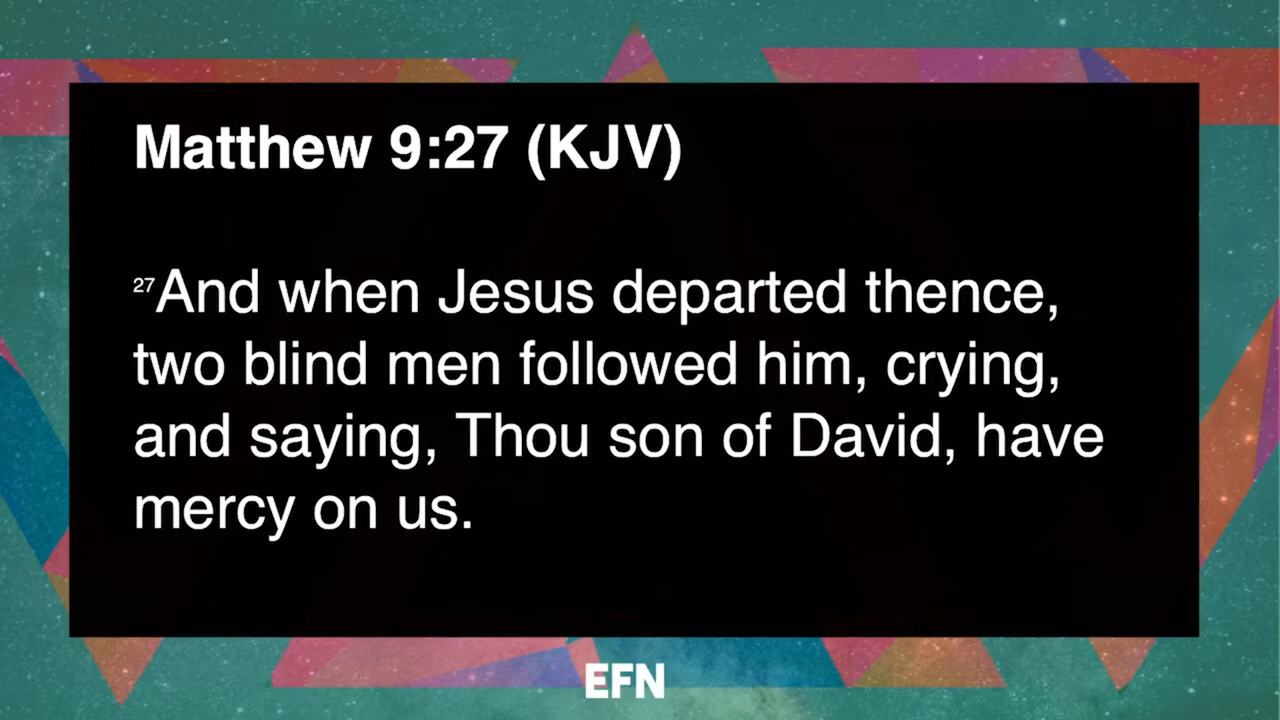 Matthew 9:27 (KJV)
27And when Jesus departed thence,
two blind men followed him, crying,
and saying, Thou son of David, have
mercy on us.
EFN